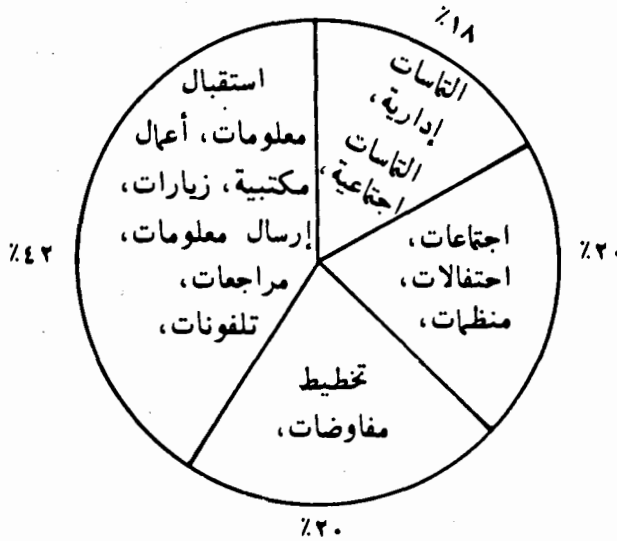 ٪١٨
التماسات
إدارية،
التماسات
اجتماعية،
استقبال
معلومات، أعمال
مكتبية، زيارات،
إرسال معلومات،
مراجعات،
تلفونات،
٪٤٢
اجتماعات،
احتفالات،
منظمات،
٪٢٠
تخطيط
مفاوضات،
٪٢٠